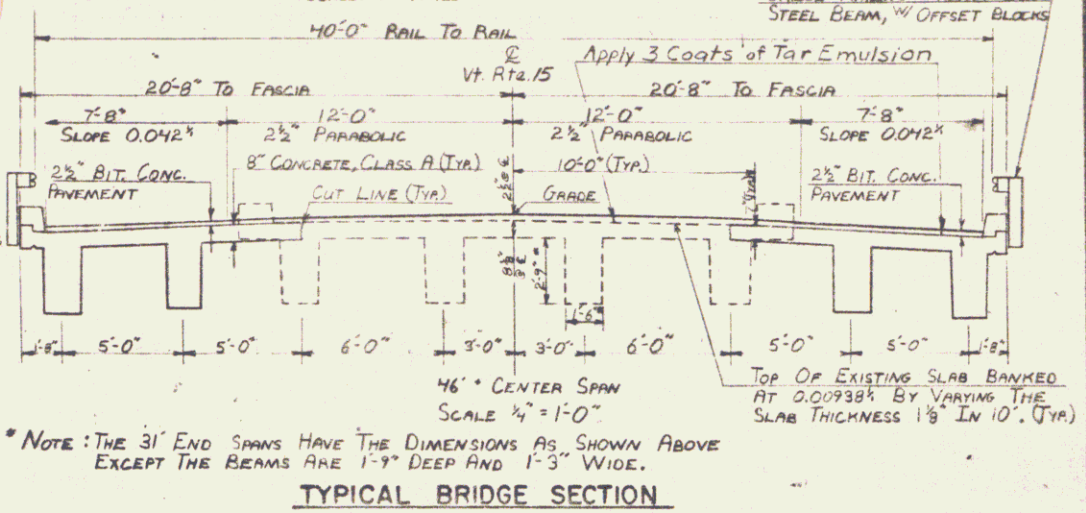 STEEL BEAM, W/ OFFSET BLOCKS
40'-0" RAIL TO RAIL
℄
Vt. Rte. 15
Apply 3 Coats of Tar Emulsion
20'-8" TO FASCIA
20'-8" TO FASCIA
7'-8"
12'-0"
12'-0"
7'-8"
SLOPE 0.042
2½" PARABOLIC
2½" PARABOLIC
SLOPE 0.042
8" CONCRETE, CLASS A (TYP.)
10'-0" (TYP.)
2½" BIT. CONC.
PAVEMENT
2½" BIT. CONC.
PAVEMENT
CUT LINE (TYP.)
GRADE
2'-9" *
1'-6" *
1'-8"
5'-0"
5'-0"
6'-0"
3'-0"
3'-0"
6'-0"
5'-0"
5'-0"
1'-8"
46' * CENTER SPAN
SCALE ¼" = 1'-0"
TOP OF EXISTING SLAB BANKED
AT 0.00938 BY VARYING THE
SLAB THICKNESS 1⅛" IN 10'. (TYP.)
* NOTE : THE 31' END SPANS HAVE THE DIMENSIONS AS SHOWN ABOVE
EXCEPT THE BEAMS ARE 1'-9" DEEP AND 1'-3" WIDE.
TYPICAL BRIDGE SECTION